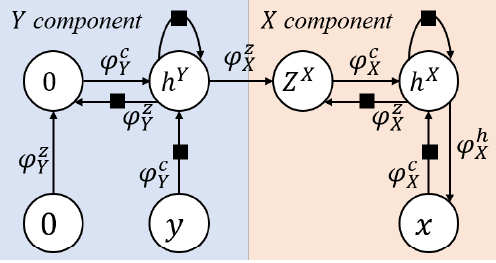 Y component
X component
φ_Y^c
φ_X^z
φ_X^c
0
h^Y
Z^X
h^X
φ_Y^z
φ_X^z
φ_Y^z
φ_Y^c
φ_X^c
φ_X^h
0
y
x